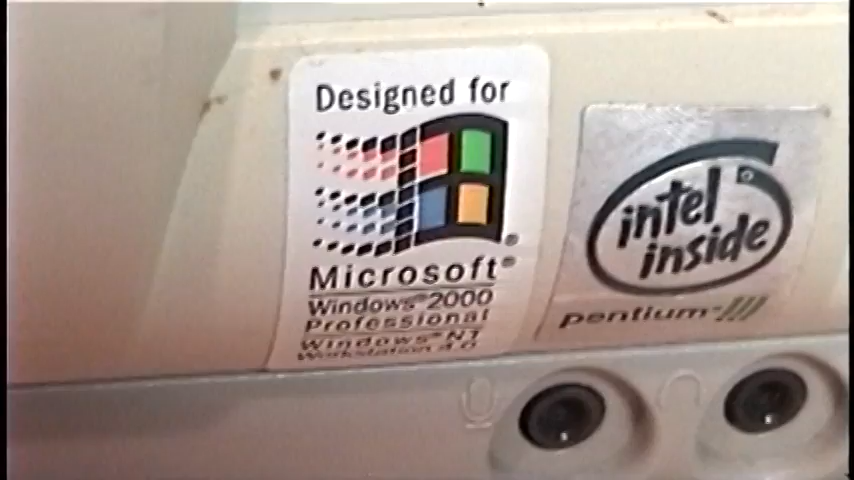 Designed for
Microsoft®
Windows® 2000
Professional
Windows® NT
Workstation 4.0
intel
inside
pentium ///